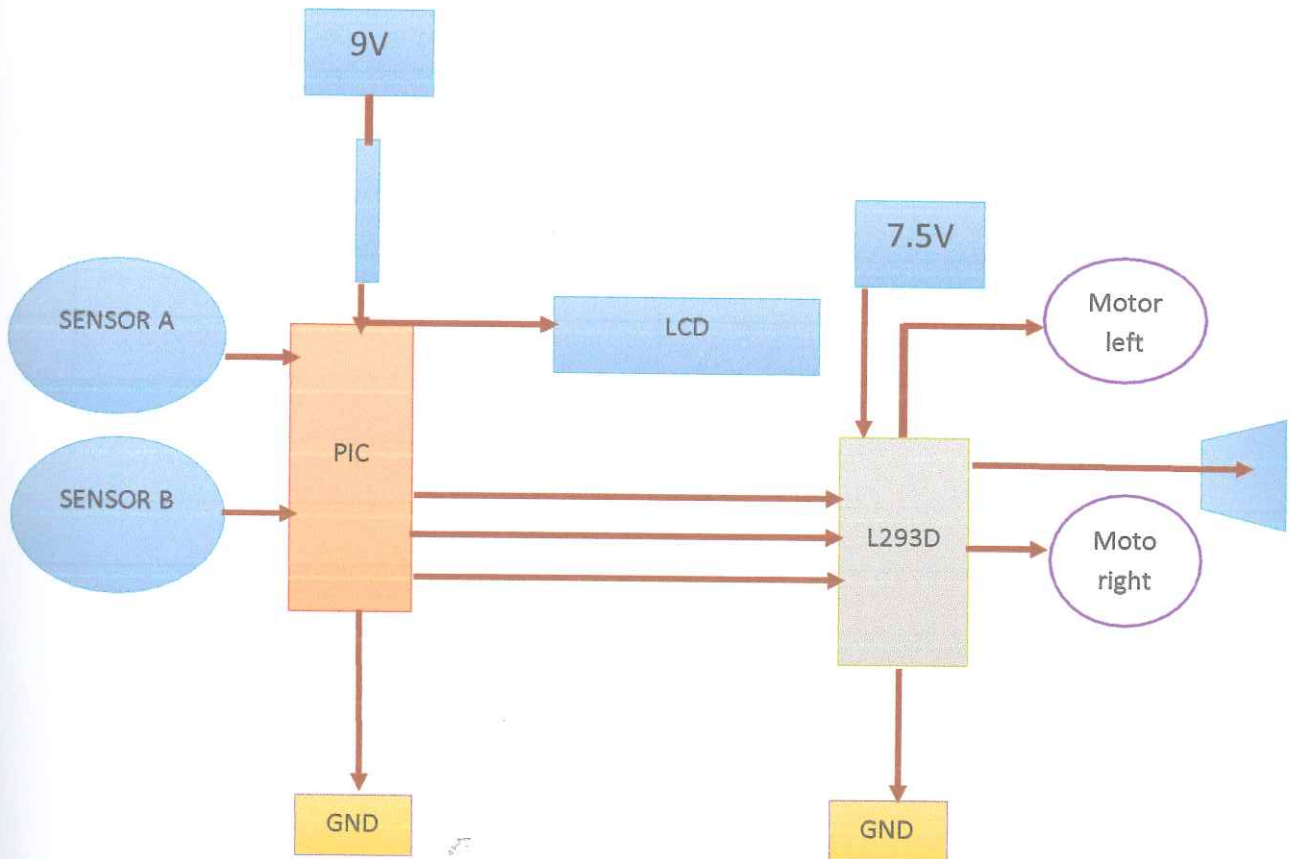 9V
7.5V
SENSOR A
LCD
Motor
left
PIC
SENSOR B
L293D
Moto
right
GND
GND